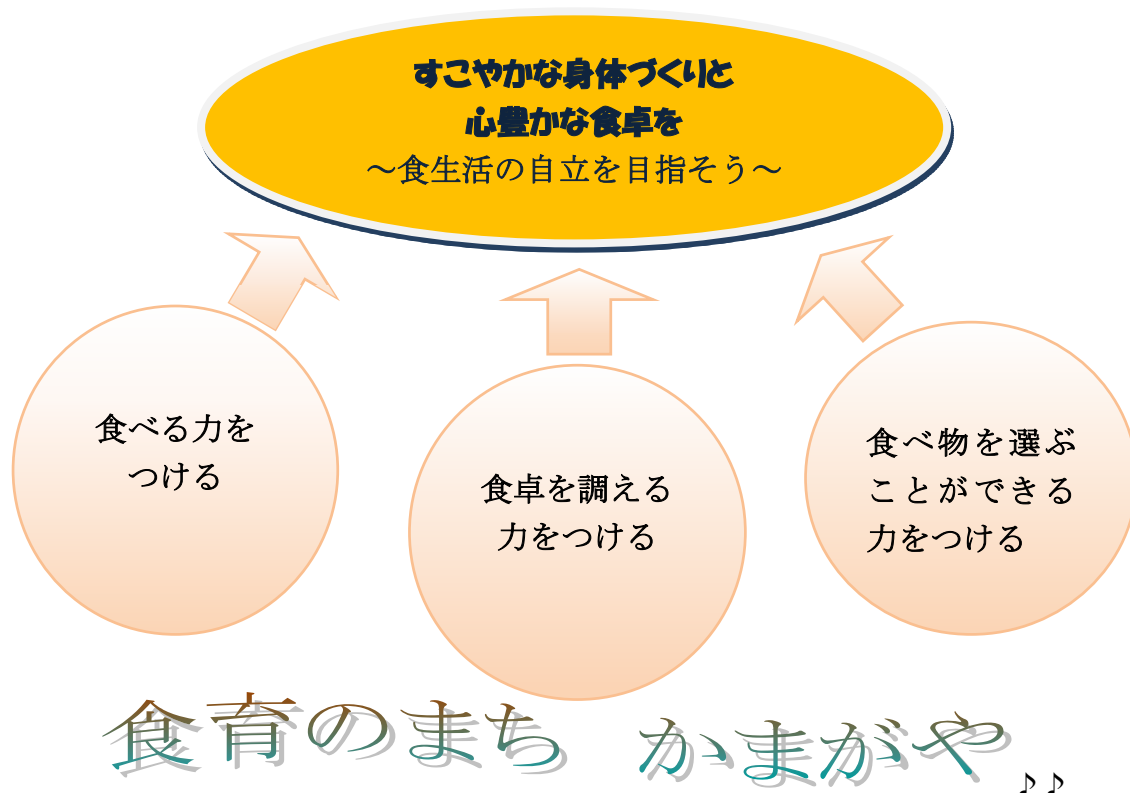 すこやかな身体づくりと
心豊かな食卓を
～食生活の自立を目指そう～
食べる力を
つける
食卓を調える
力をつける
食べ物を選ぶ
ことができる
力をつける
食育のまち　かまがや♪♪